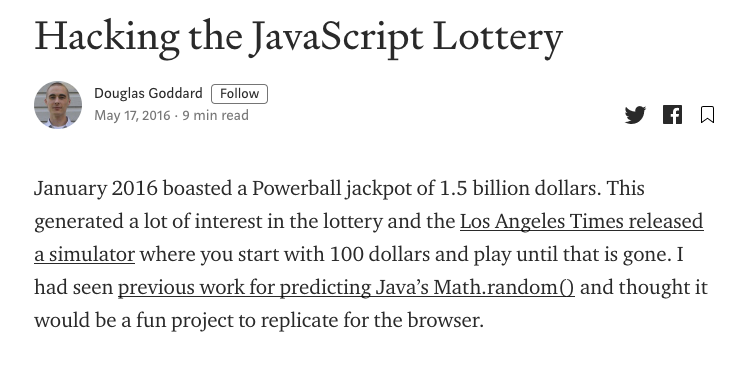 Hacking the JavaScript Lottery
Douglas Goddard Follow
May 17, 2016 · 9 min read
January 2016 boasted a Powerball jackpot of 1.5 billion dollars. This
generated a lot of interest in the lottery and the Los Angeles Times released
a simulator where you start with 100 dollars and play until that is gone. I
had seen previous work for predicting Java’s Math.random() and thought it
would be a fun project to replicate for the browser.